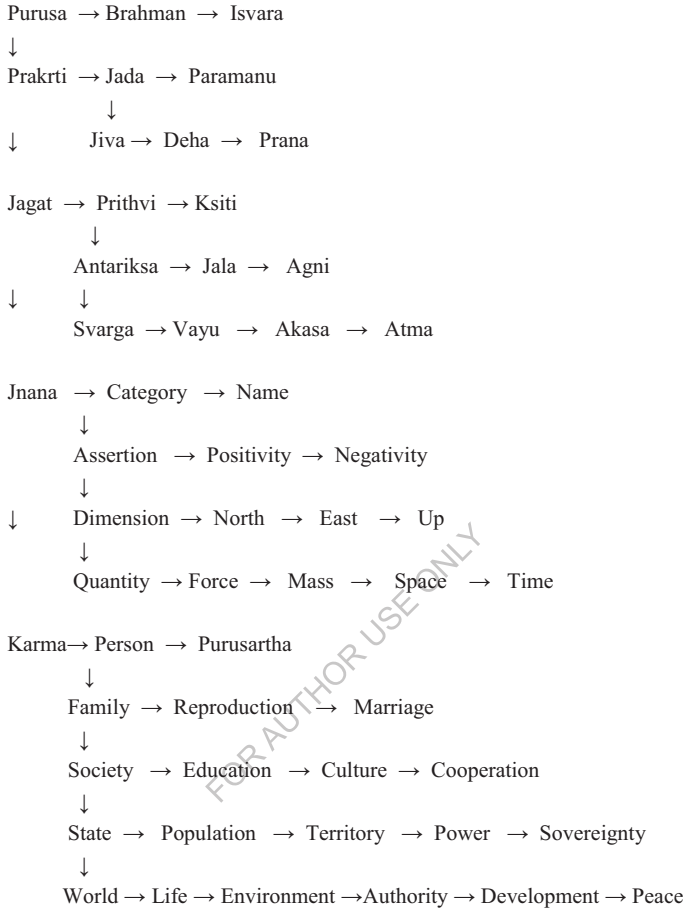 Purusa → Brahman → Isvara
↓
Prakrti → Jada → Paramanu
↓
↓ Jiva → Deha → Prana
Jagat → Prithvi → Ksiti
↓
Antariksa → Jala → Agni
↓ ↓
Svarga → Vayu → Akasa → Atma
Jnana → Category → Name
↓
Assertion → Positivity → Negativity
↓
↓ Dimension → North → East → Up
↓
Quantity → Force → Mass → Space → Time
Karma→ Person → Purusartha
↓
Family → Reproduction → Marriage
↓
Society → Education → Culture → Cooperation
↓
State → Population → Territory → Power → Sovereignty
↓
World → Life → Environment →Authority → Development → Peace
FOR AUTHOR USE ONLY